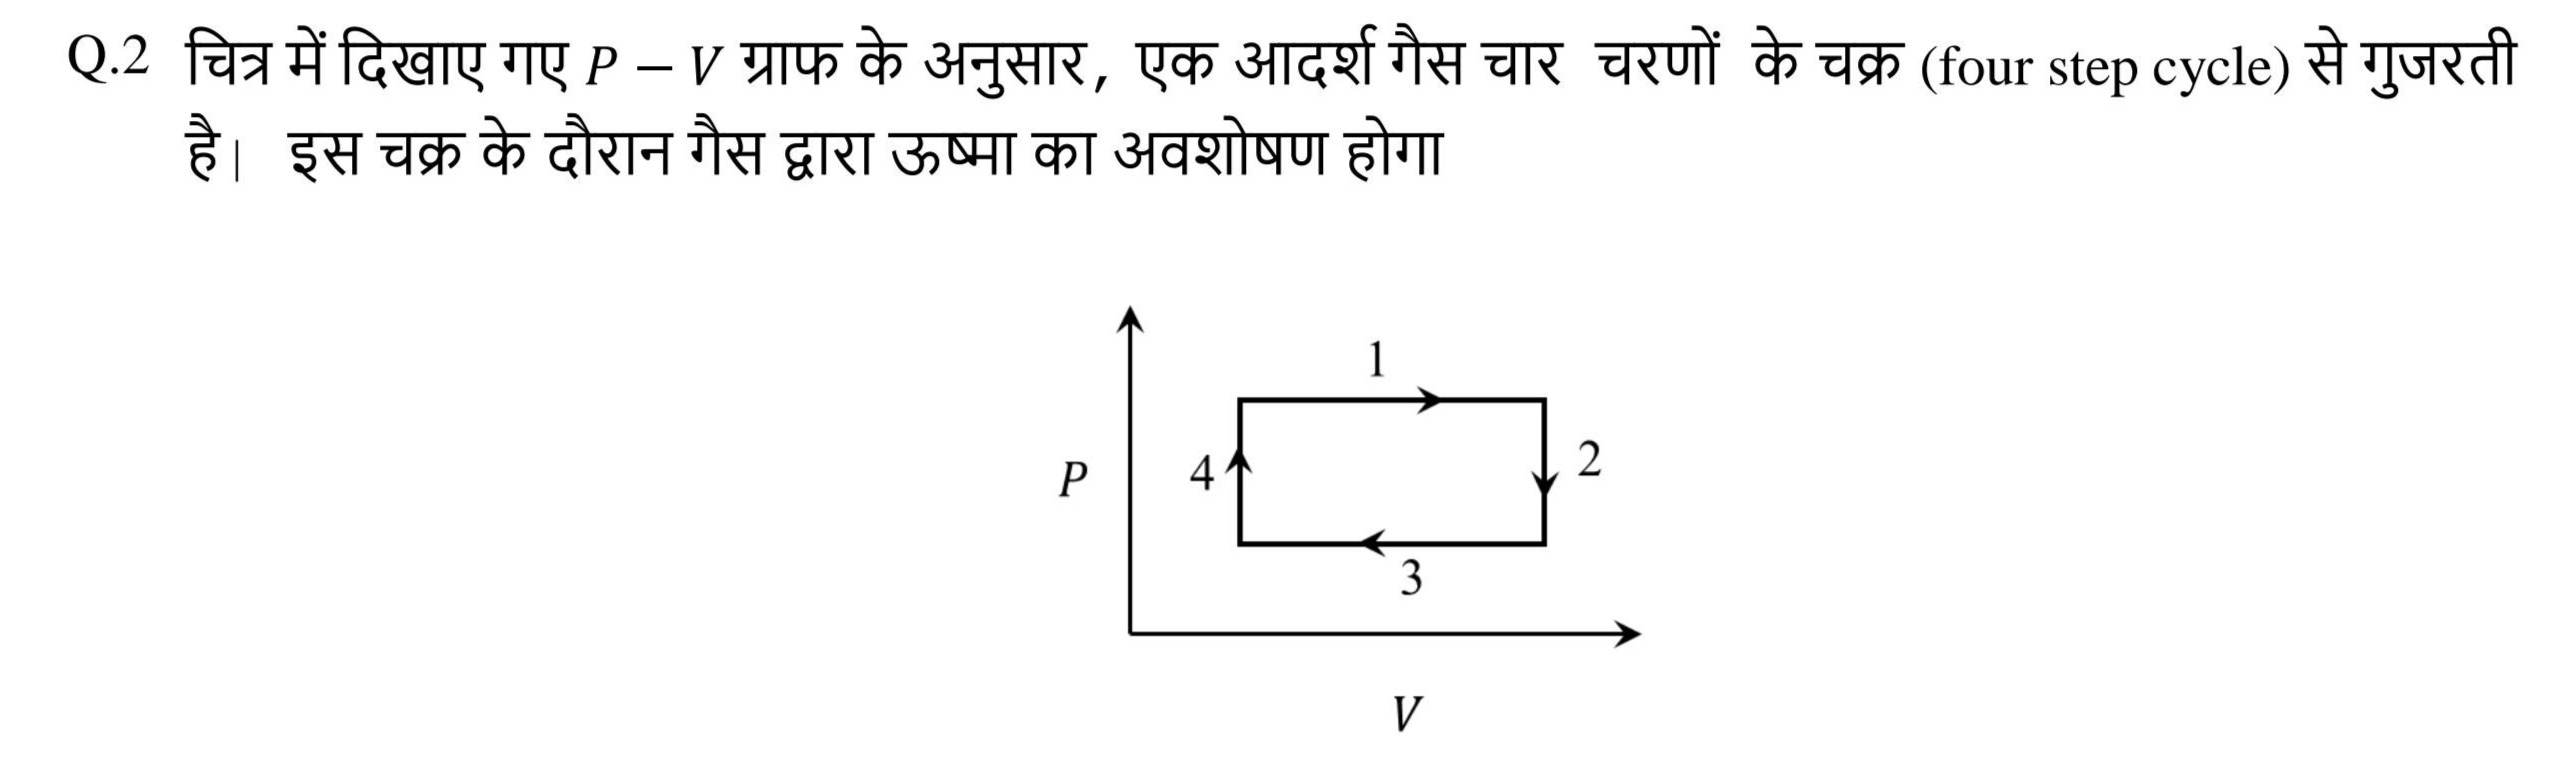 Q.2 चित्र में दिखाए गए P – V ग्राफ के अनुसार, एक आदर्श गैस चार चरणों के चक्र (four step cycle) से गुजरती
है। इस चक्र के दौरान गैस द्वारा ऊष्मा का अवशोषण होगा
1
2
P
4
3
V